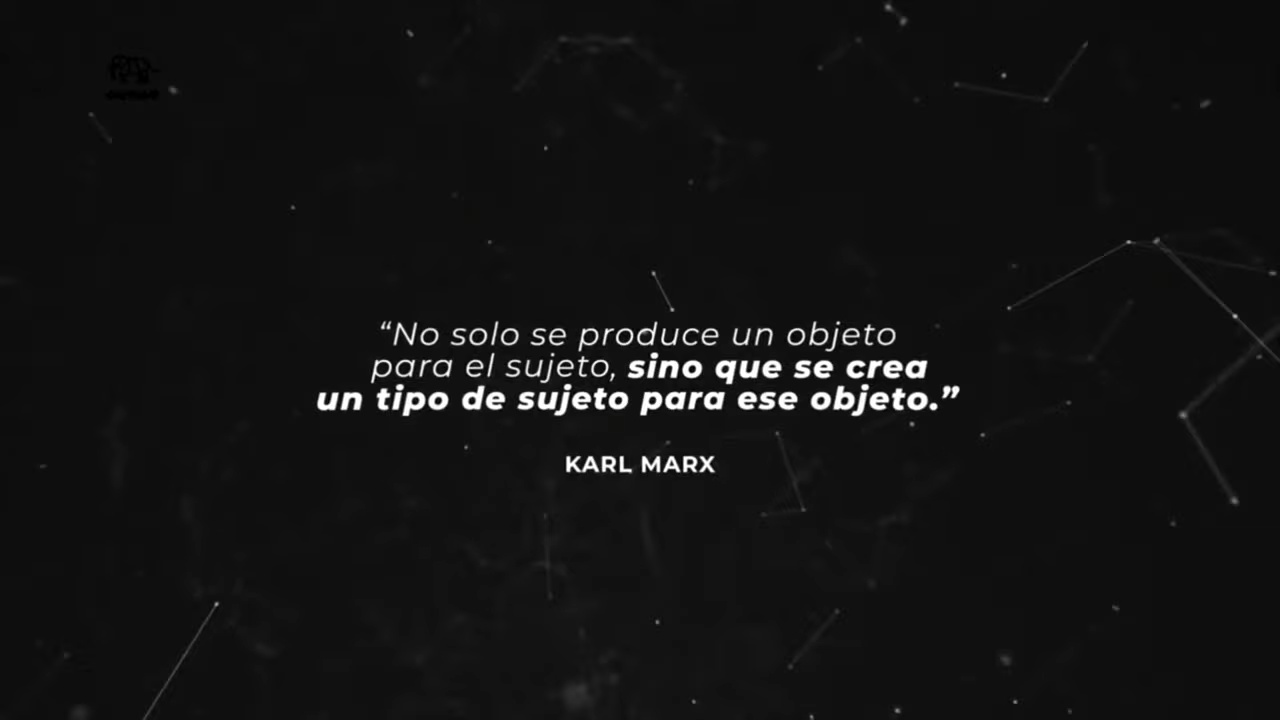 “No solo se produce un objeto
para el sujeto, sino que se crea
un tipo de sujeto para ese objeto.”
KARL MARX